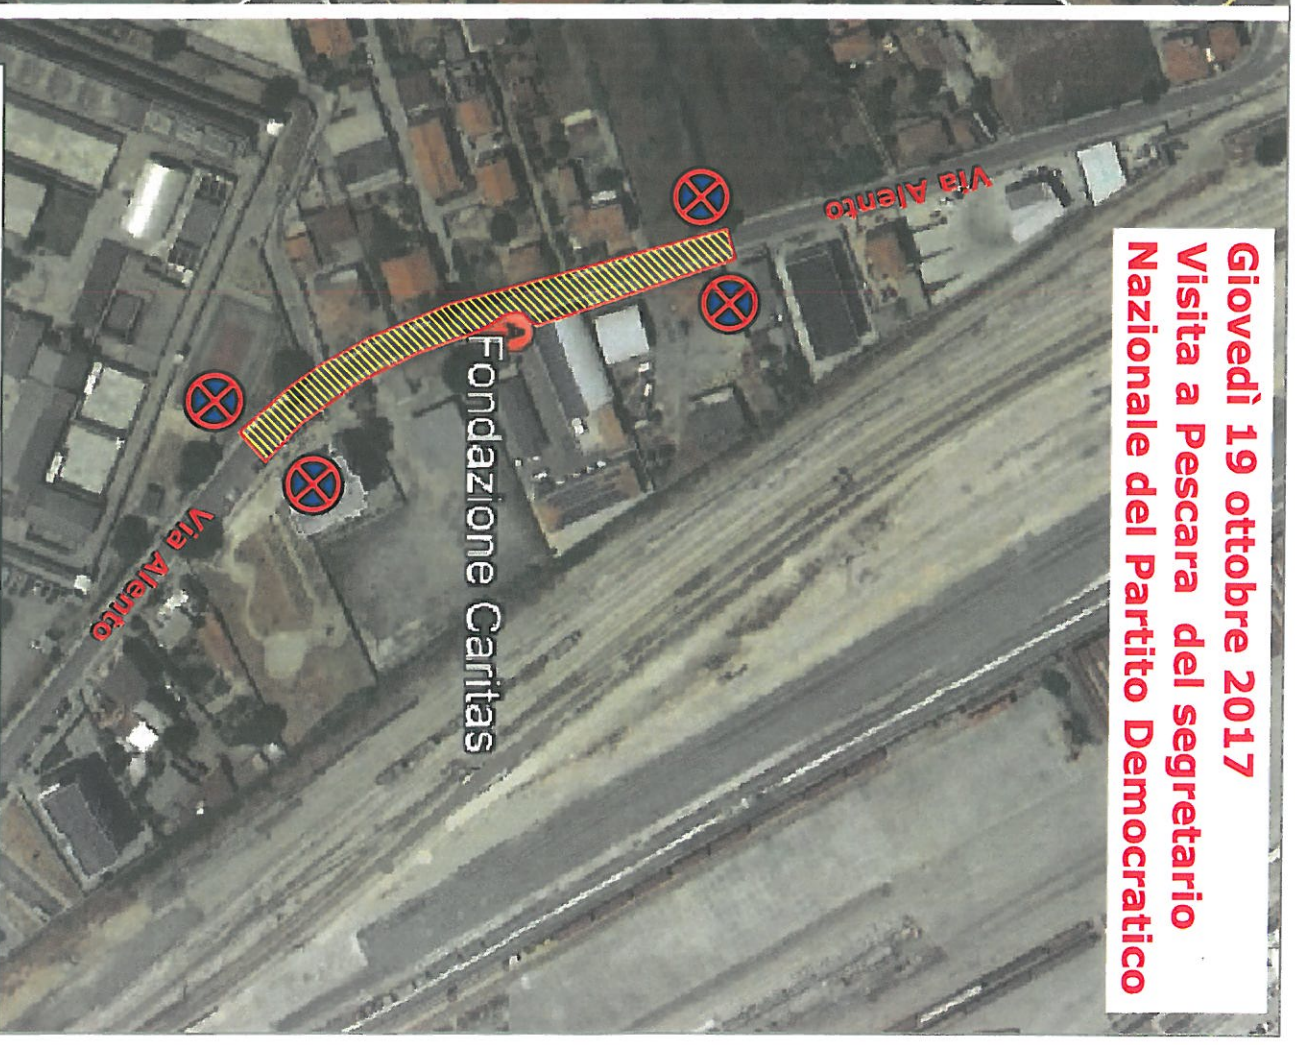 Giovedì 19 ottobre 2017
Visita a Pescara del segretario
Nazionale del Partito Democratico
Via Alento
A
Fondazione Caritas
Via Alento